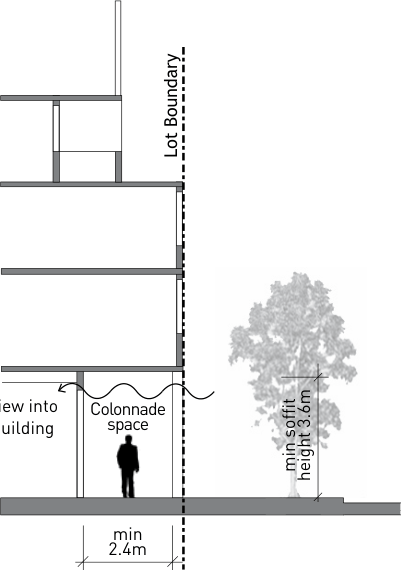 Lot Boundary
iew into
uilding
Colonnade
space
min soffit
height 3.6m
min
2.4m